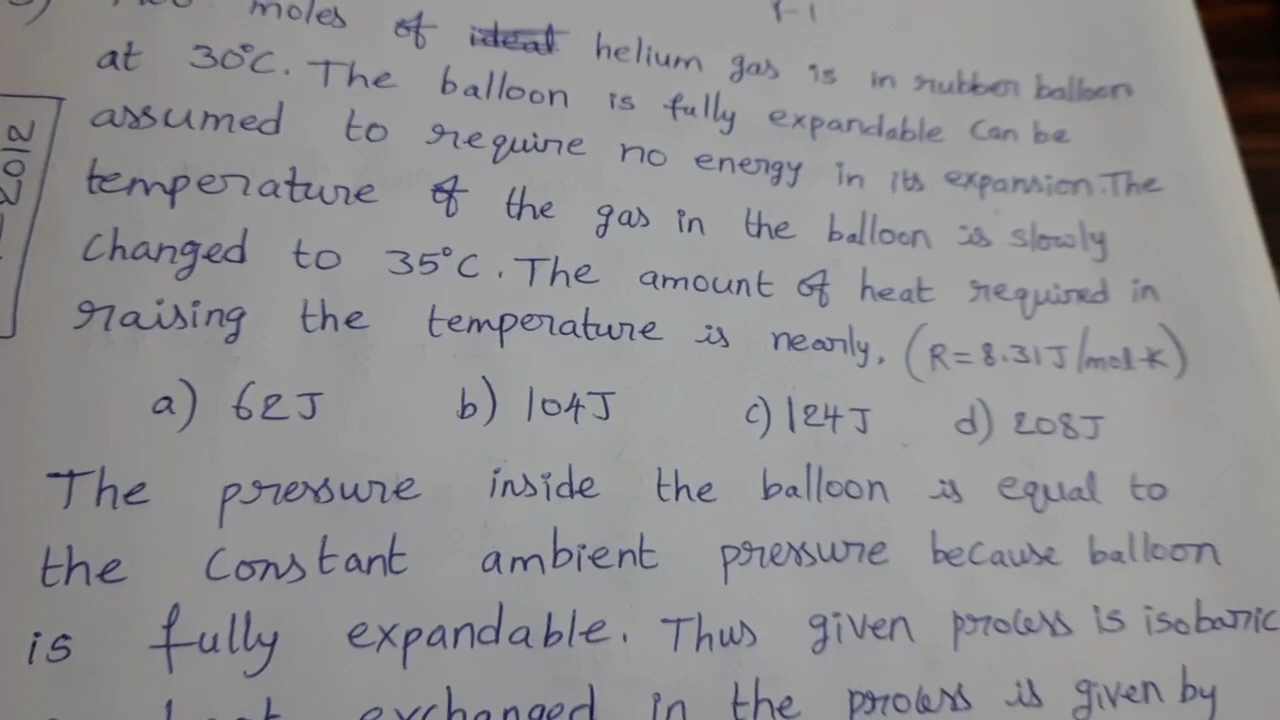 moles of ideal helium gas is in rubber balloon
at 30°C. The balloon is fully expandable Can be
assumed to require no energy in its expansion. The
temperature of the gas in the balloon is slowly
changed to 35°C. The amount of heat required in
raising the temperature is nearly. (R=8.31J/mol-K)
a) 62J b) 104J c) 124J d) 208J
The pressure inside the balloon is equal to
the constant ambient pressure because balloon
is fully expandable. Thus given process is isobaric
exchanged in the process is given by